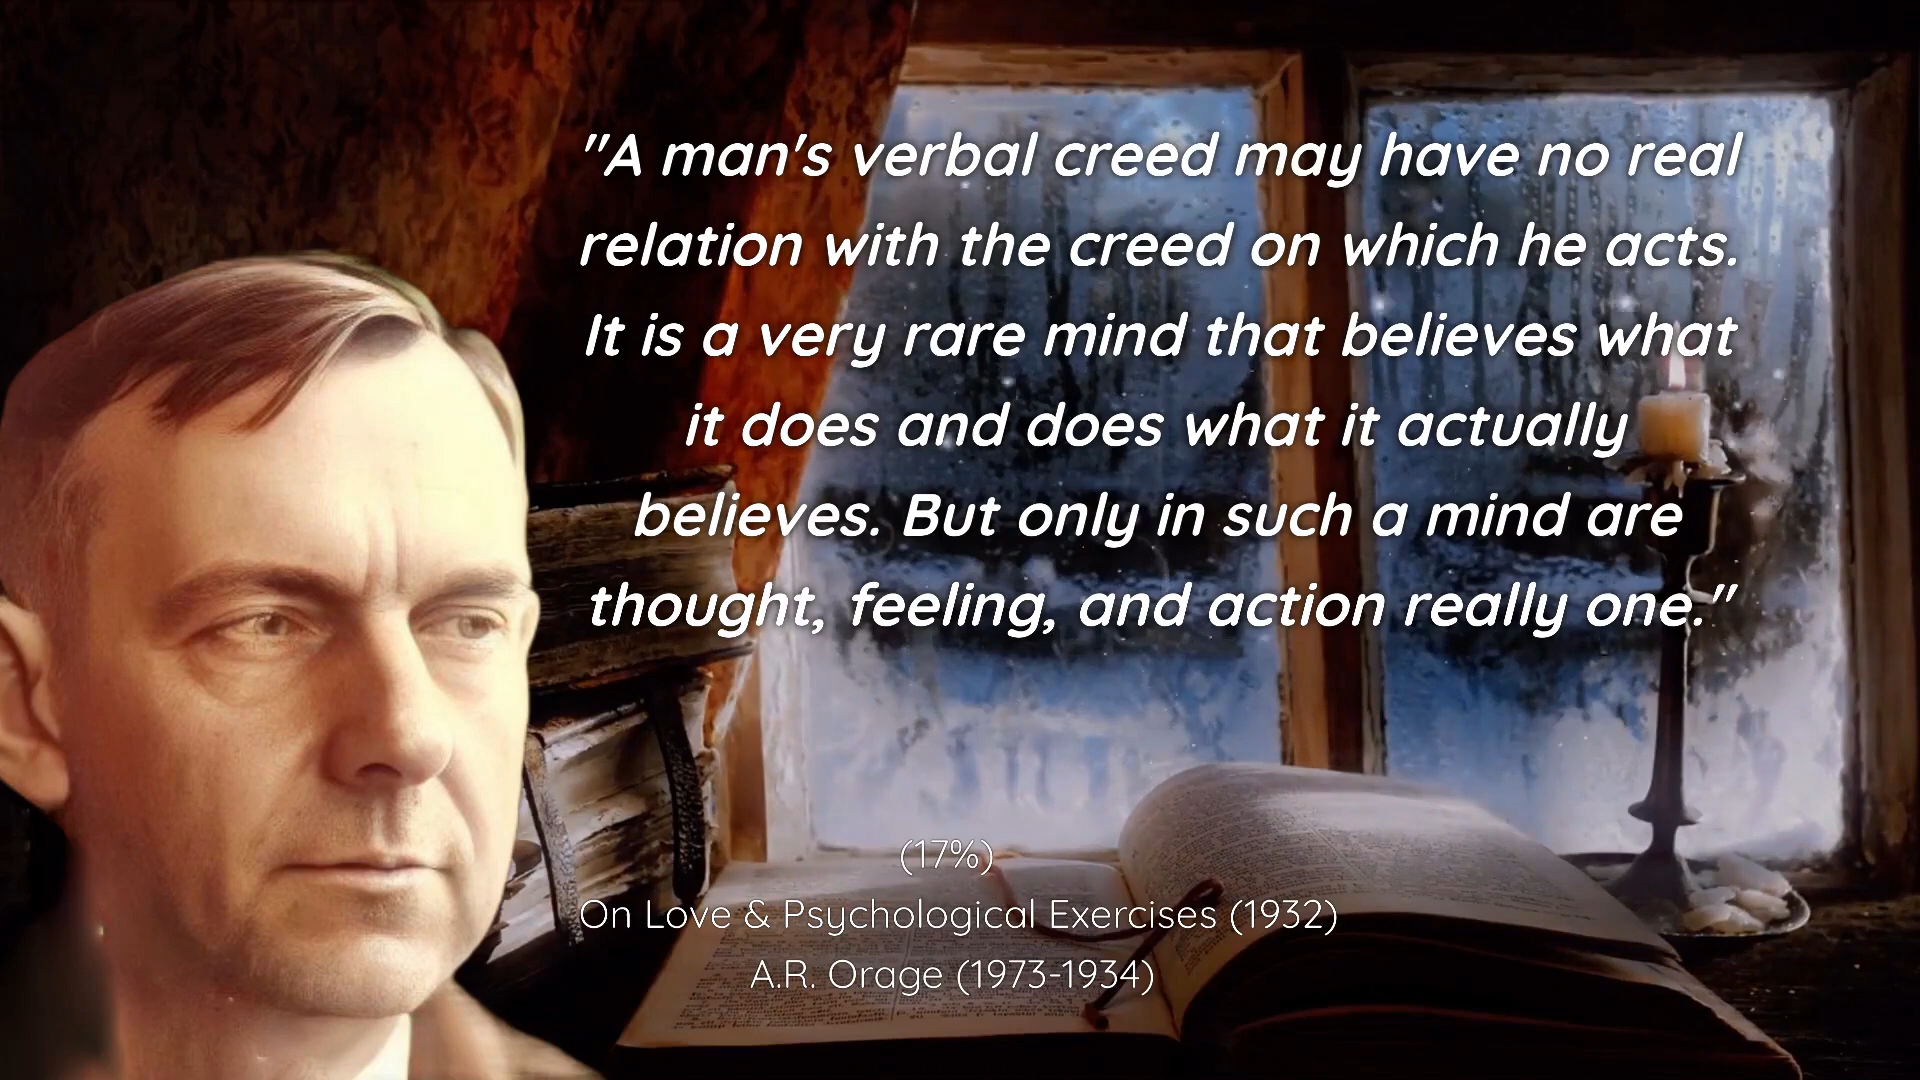 "A man's verbal creed may have no real
relation with the creed on which he acts.
It is a very rare mind that believes what
it does and does what it actually
believes. But only in such a mind are
thought, feeling, and action really one."
(17%)
On Love & Psychological Exercises (1932)
A.R. Orage (1973-1934)